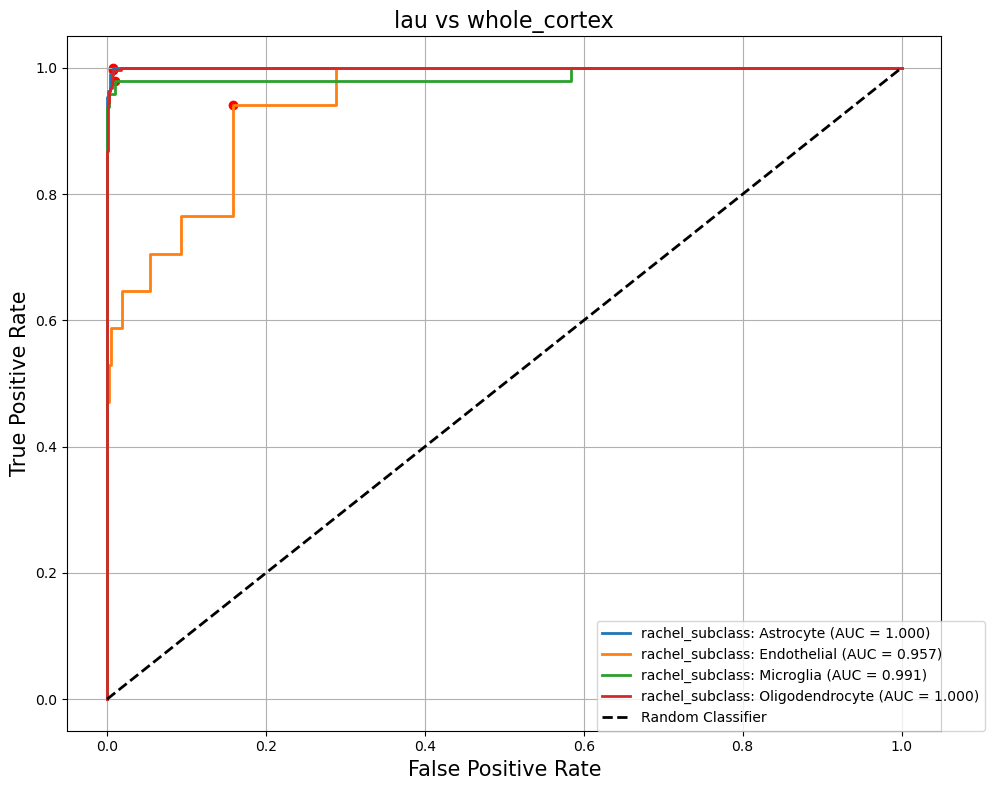 lau vs whole_cortex
True Positive Rate
1.0
0.8
0.6
0.4
0.2
0.0
rachel_subclass: Astrocyte (AUC = 1.000)
rachel_subclass: Endothelial (AUC = 0.957)
rachel_subclass: Microglia (AUC = 0.991)
rachel_subclass: Oligodendrocyte (AUC = 1.000)
Random Classifier
0.0 0.2 0.4 0.6 0.8 1.0
False Positive Rate